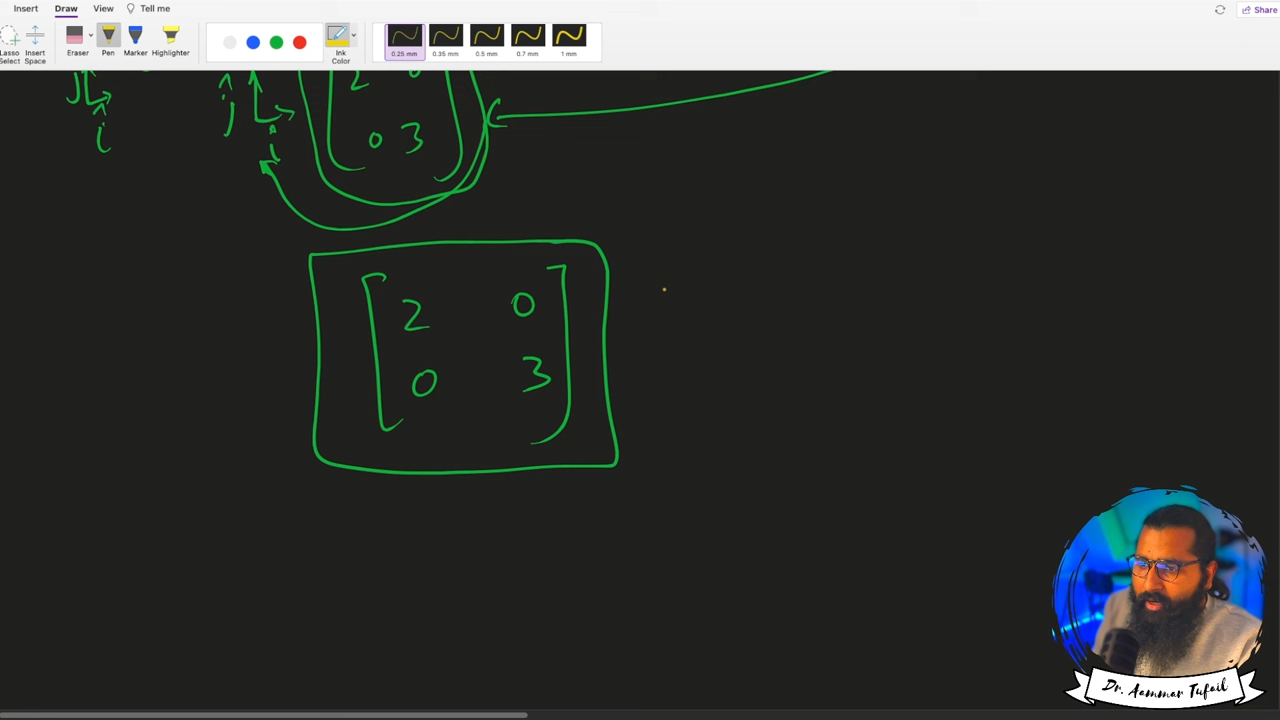 Insert Draw View Tell me
Share
Lasso Select
Insert Space
Eraser
Pen
Marker
Highlighter
Ink Color
0.25 mm 0.35 mm 0.5 mm 0.7 mm 1 mm
j i
j i
2 0
0 3
2 0
0 3
Dr. Aammar Tufail